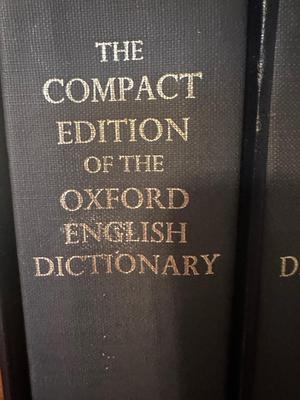 THE
COMPACT
EDITION
OF THE
OXFORD
ENGLISH
DICTIONARY
D